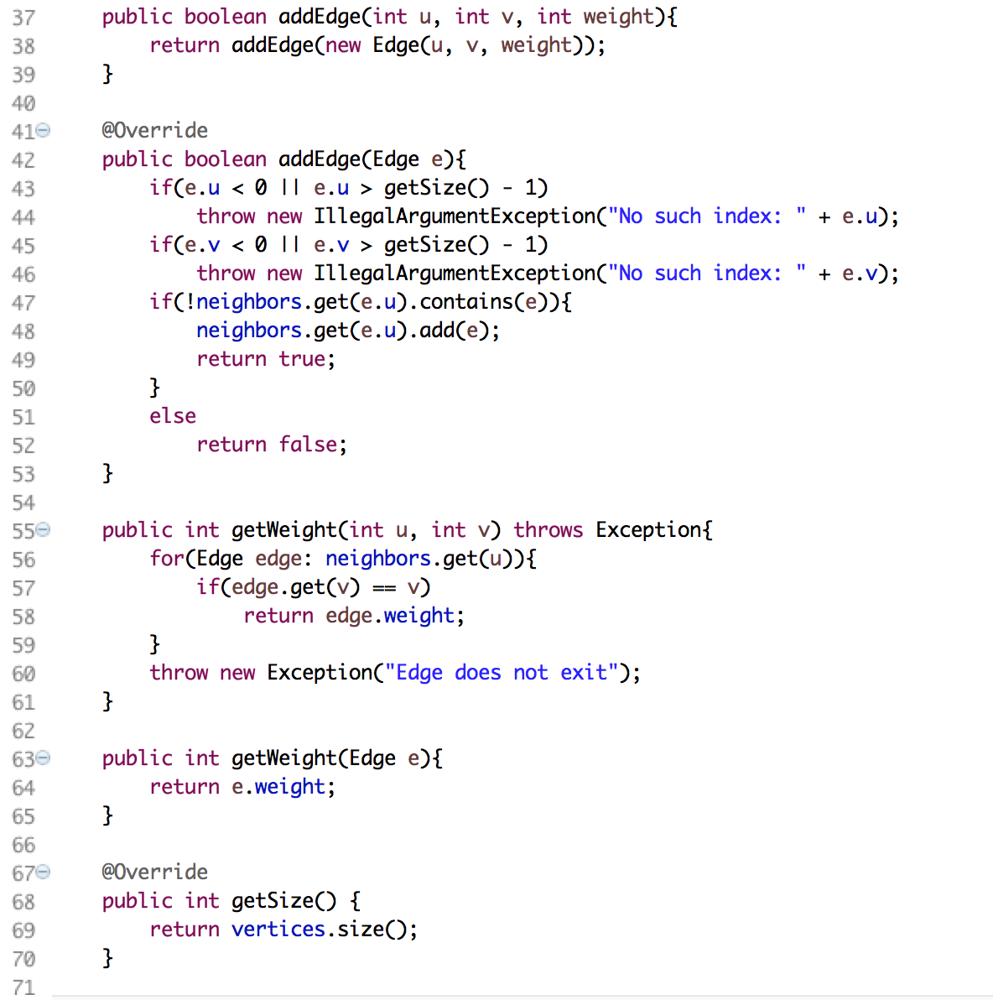 37 public boolean addEdge(int u, int v, int weight){
38 return addEdge(new Edge(u, v, weight));
39 }
40
41 @Override
42 public boolean addEdge(Edge e){
43 if(e.u < 0 || e.u > getSize() - 1)
44 throw new IllegalArgumentException("No such index: " + e.u);
45 if(e.v < 0 || e.v > getSize() - 1)
46 throw new IllegalArgumentException("No such index: " + e.v);
47 if(!neighbors.get(e.u).contains(e)){
48 neighbors.get(e.u).add(e);
49 return true;
50 }
51 else
52 return false;
53 }
54
55 public int getWeight(int u, int v) throws Exception{
56 for(Edge edge: neighbors.get(u)){
57 if(edge.get(v) == v)
58 return edge.weight;
59 }
60 throw new Exception("Edge does not exit");
61 }
62
63 public int getWeight(Edge e){
64 return e.weight;
65 }
66
67 @Override
68 public int getSize() {
69 return vertices.size();
70 }
71